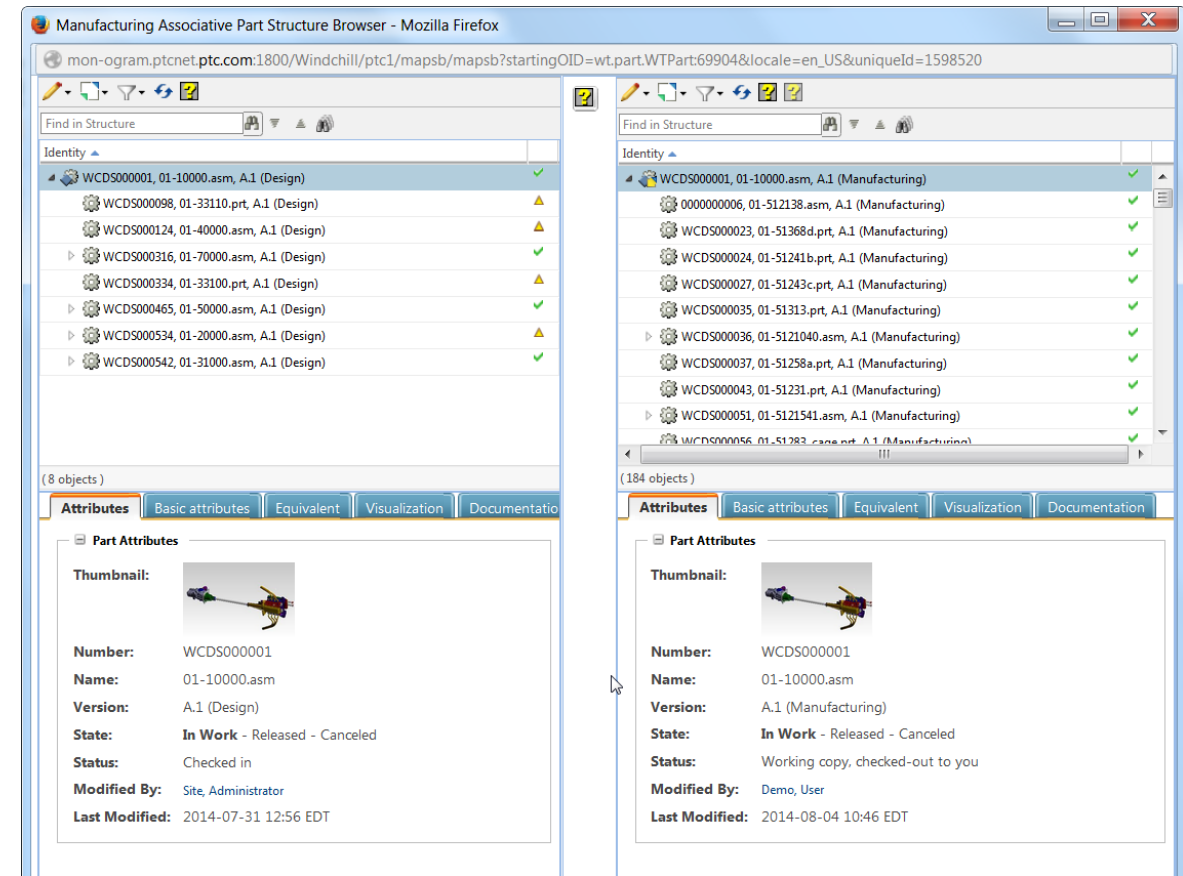 Manufacturing Associative Part Structure Browser - Mozilla Firefox
mon-ogram.ptcnet.ptc.com:1800/Windchill/ptc1/mapsb/mapsb?startingOID=wt.part.WTPart:69904&locale=en_US&uniqueId=1598520
Find in Structure
Identity
WCDS000001, 01-10000.asm, A.1 (Design)
WCDS000098, 01-33110.prt, A.1 (Design)
WCDS000124, 01-40000.asm, A.1 (Design)
WCDS000316, 01-70000.asm, A.1 (Design)
WCDS000334, 01-33100.prt, A.1 (Design)
WCDS000465, 01-50000.asm, A.1 (Design)
WCDS000534, 01-20000.asm, A.1 (Design)
WCDS000542, 01-31000.asm, A.1 (Design)
(8 objects)
Attributes Basic attributes Equivalent Visualization Documentatio
Part Attributes
Thumbnail:
Number: WCDS000001
Name: 01-10000.asm
Version: A.1 (Design)
State: In Work - Released - Canceled
Status: Checked in
Modified By: Site, Administrator
Last Modified: 2014-07-31 12:56 EDT
Find in Structure
Identity
WCDS000001, 01-10000.asm, A.1 (Manufacturing)
0000000006, 01-512138.asm, A.1 (Manufacturing)
WCDS000023, 01-51368d.prt, A.1 (Manufacturing)
WCDS000024, 01-51241b.prt, A.1 (Manufacturing)
WCDS000027, 01-51243c.prt, A.1 (Manufacturing)
WCDS000035, 01-51313.prt, A.1 (Manufacturing)
WCDS000036, 01-5121040.asm, A.1 (Manufacturing)
WCDS000037, 01-51258a.prt, A.1 (Manufacturing)
WCDS000043, 01-51231.prt, A.1 (Manufacturing)
WCDS000051, 01-5121541.asm, A.1 (Manufacturing)
WCDS000056, 01-51283_cage.prt, A.1 (Manufacturing)
(184 objects)
Attributes Basic attributes Equivalent Visualization Documentation
Part Attributes
Thumbnail:
Number: WCDS000001
Name: 01-10000.asm
Version: A.1 (Manufacturing)
State: In Work - Released - Canceled
Status: Working copy, checked-out to you
Modified By: Demo, User
Last Modified: 2014-08-04 10:46 EDT